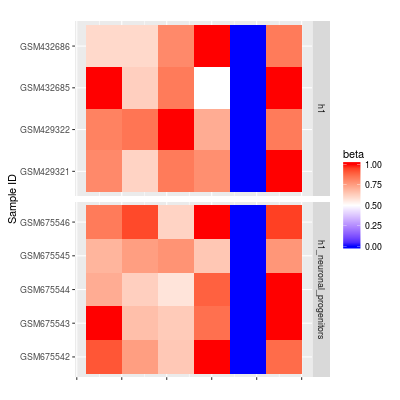 GSM432686
GSM432685
GSM429322
GSM429321
h1
Sample ID
GSM675546
GSM675545
GSM675544
GSM675543
GSM675542
h1_neuronal_progenitors
beta
1.00
0.75
0.50
0.25
0.00